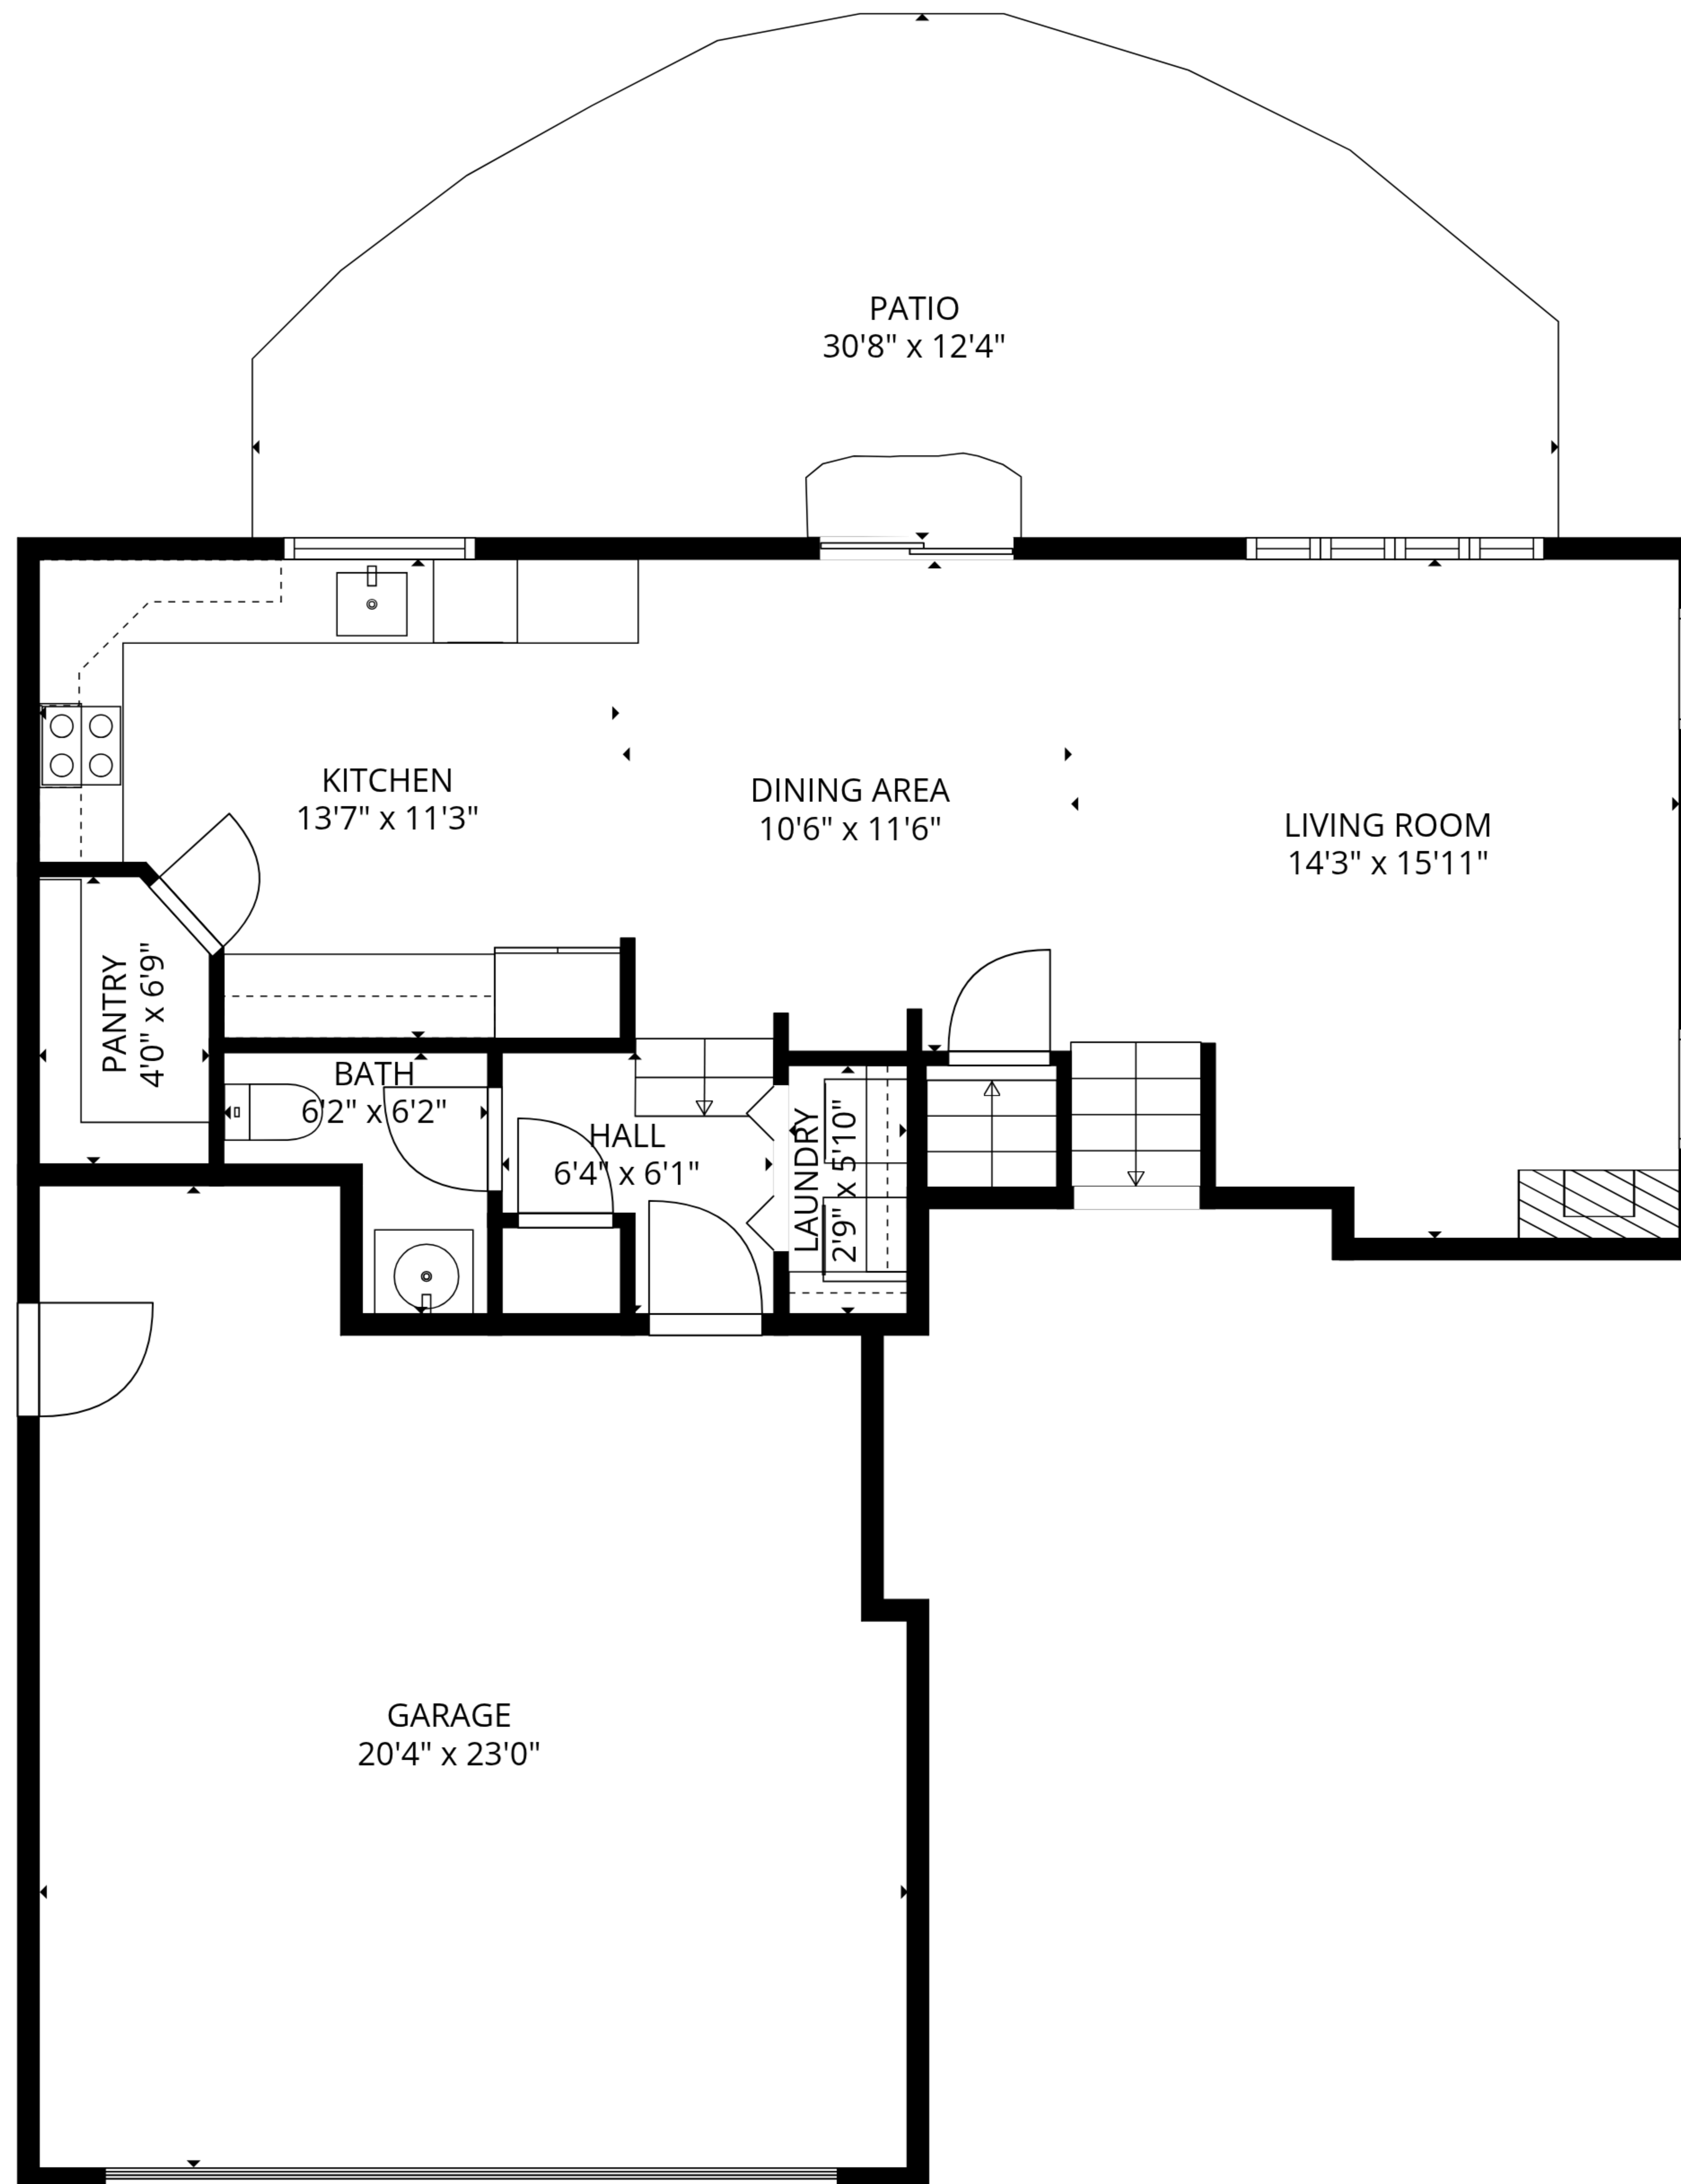 PATIO
30'8" x 12'4"
KITCHEN
13'7" x 11'3"
DINING AREA
10'6" x 11'6"
LIVING ROOM
14'3" x 15'11"
PANTRY
4'0" x 6'9"
BATH
6'2" x 6'2"
HALL
6'4" x 6'1"
LAUNDRY
2'9" x 5'10"
GARAGE
20'4" x 23'0"